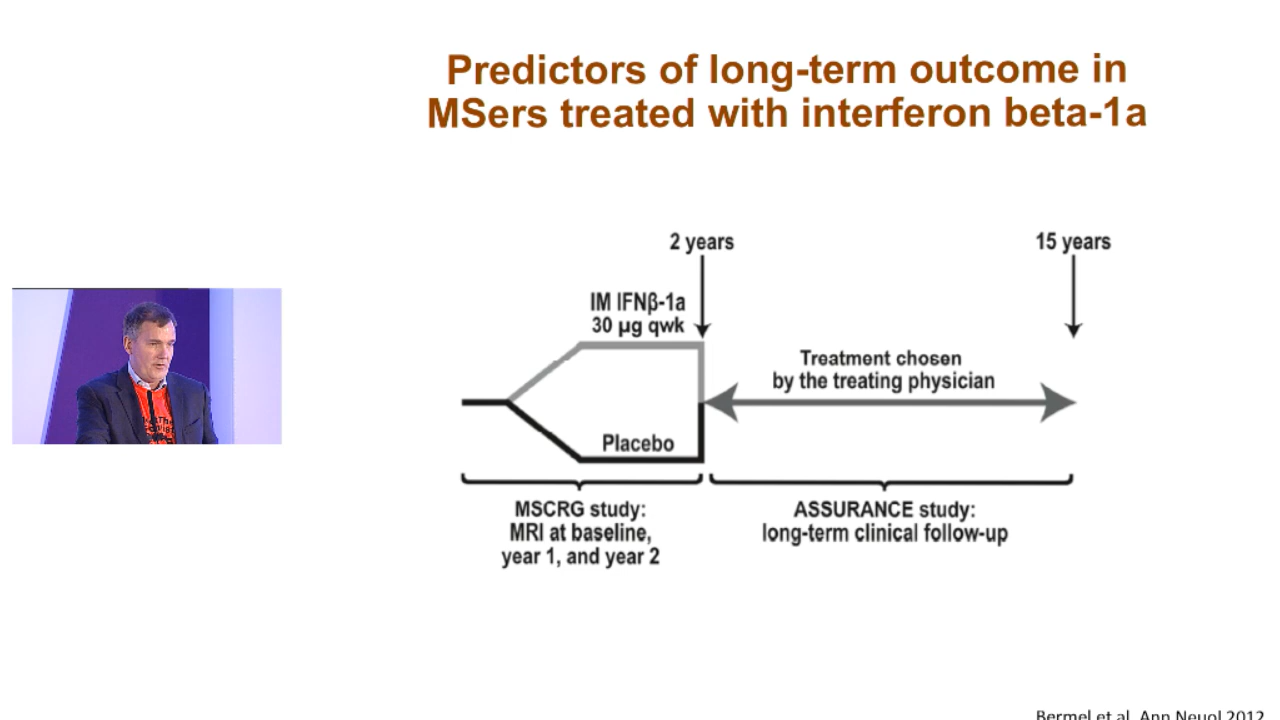 Predictors of long-term outcome in
MSers treated with interferon beta-1a
2 years
15 years
IM IFNβ-1a
30 µg qwk
Treatment chosen
by the treating physician
Placebo
MSCRG study:
MRI at baseline,
year 1, and year 2
ASSURANCE study:
long-term clinical follow-up
Bermel et al. Ann Neuol 2012